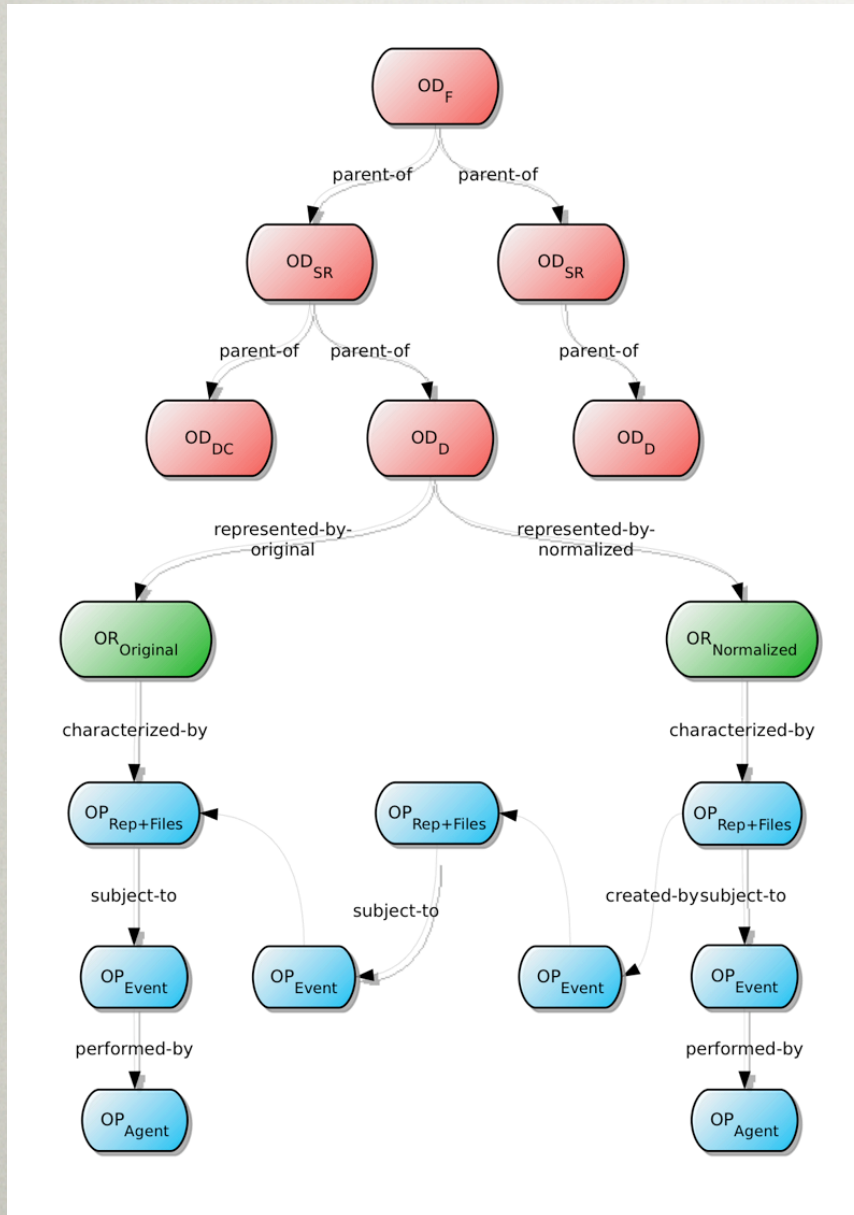 OD F
parent-of parent-of
OD SR OD SR
parent-of parent-of parent-of
OD DC OD D OD D
represented-by- represented-by-
original normalized
OR Original OR Normalized
characterized-by characterized-by
OP Rep+Files OP Rep+Files OP Rep+Files
subject-to subject-to created-by subject-to
OP Event OP Event OP Event OP Event
performed-by performed-by
OP Agent OP Agent